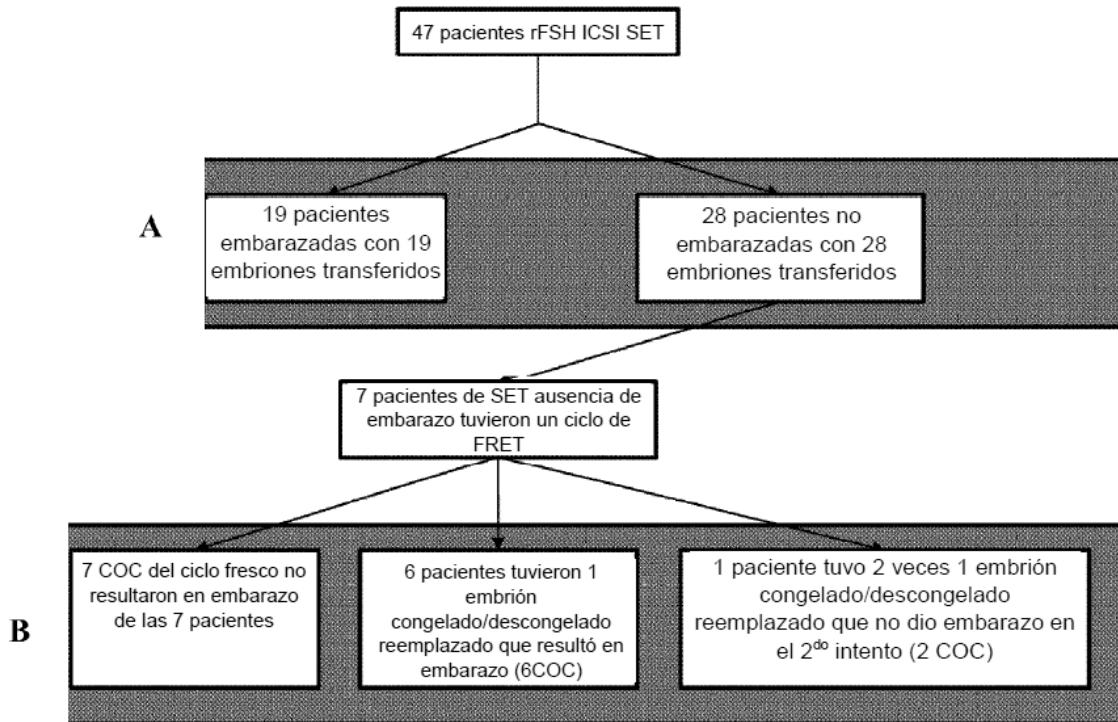 47 pacientes rFSH ICSI SET
A
19 pacientes
embarazadas con 19
embriones transferidos
28 pacientes no
embarazadas con 28
embriones transferidos
7 pacientes de SET ausencia de
embarazo tuvieron un ciclo de
FRET
B
7 COC del ciclo fresco no
resultaron en embarazo
de las 7 pacientes
6 pacientes tuvieron 1
embrión
congelado/descongelado
reemplazado que resultó en
embarazo (6COC)
1 paciente tuvo 2 veces 1 embrión
congelado/descongelado
reemplazado que no dio embarazo en
el 2ᵈᵒ intento (2 COC)